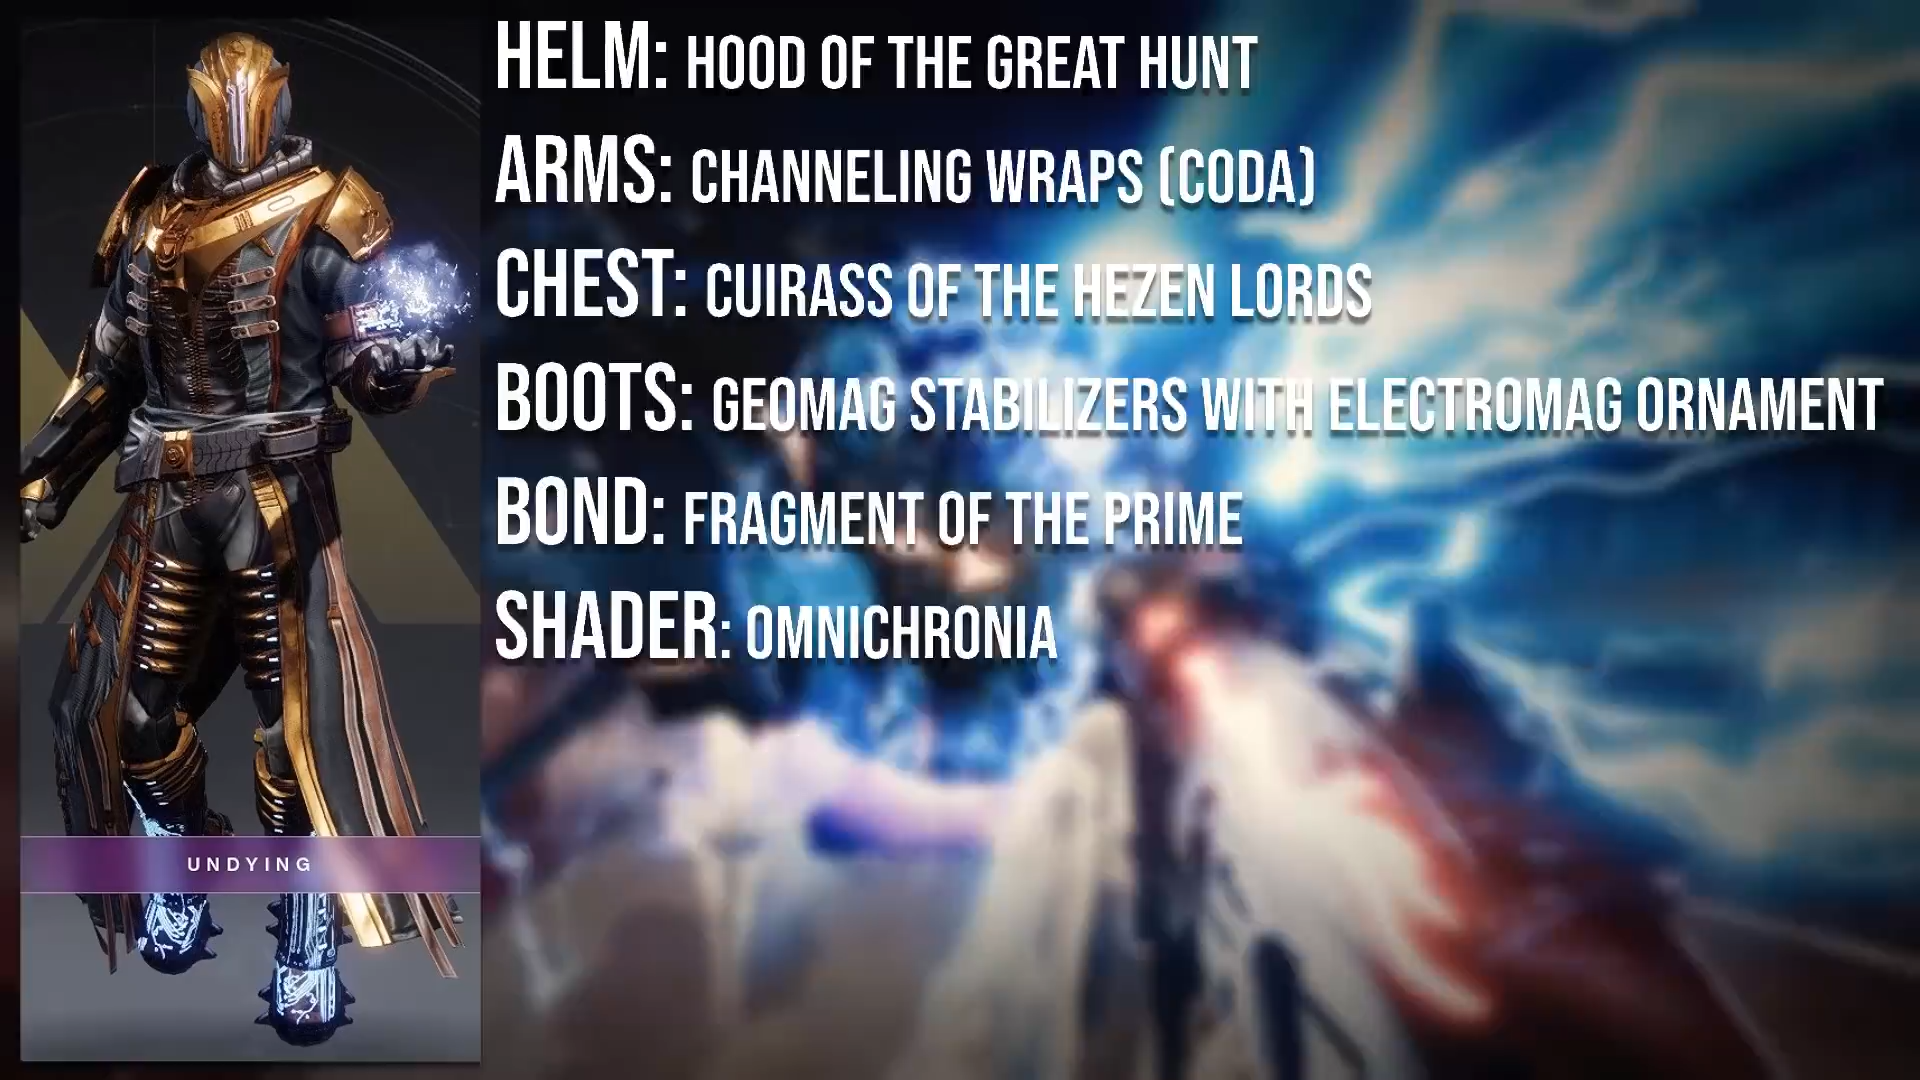 HELM: HOOD OF THE GREAT HUNT
ARMS: CHANNELING WRAPS (CODA)
CHEST: CUIRASS OF THE HEZEN LORDS
BOOTS: GEOMAG STABILIZERS WITH ELECTROMAG ORNAMENT
BOND: FRAGMENT OF THE PRIME
SHADER: OMNICHRONIA
UNDYING